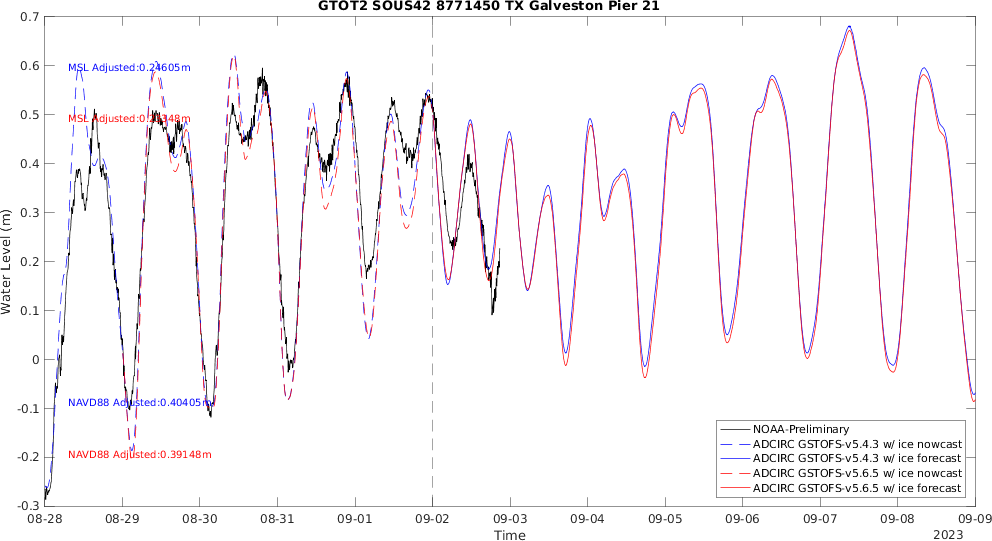 GTOT2 SOUS42 8771450 TX Galveston Pier 21
0.7
0.6
0.5
0.4
0.3
0.2
0.1
0
-0.1
-0.2
-0.3
Water Level (m)
MSL Adjusted:0.24605m
MSL Adjusted:
NAVD88 Adjusted:0.40405m
NAVD88 Adjusted:0.39148m
NOAA-Preliminary
ADCIRC GSTOFS-v5.4.3 w/ ice nowcast
ADCIRC GSTOFS-v5.4.3 w/ ice forecast
ADCIRC GSTOFS-v5.6.5 w/ ice nowcast
ADCIRC GSTOFS-v5.6.5 w/ ice forecast
08-28 08-29 08-30 08-31 09-01 09-02 09-03 09-04 09-05 09-06 09-07 09-08 09-09
Time
2023